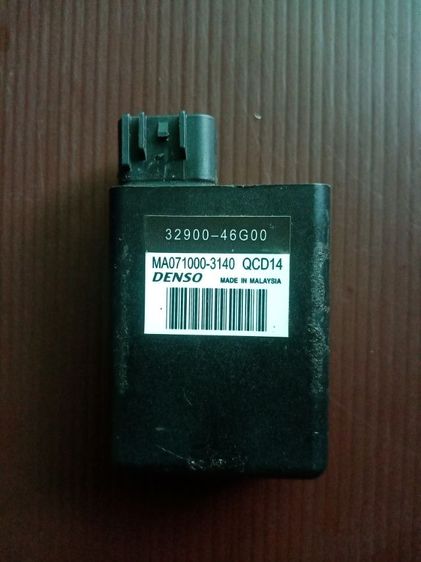 32900-46G00
MA071000-3140 QCD14
DENSO MADE IN MALAYSIA